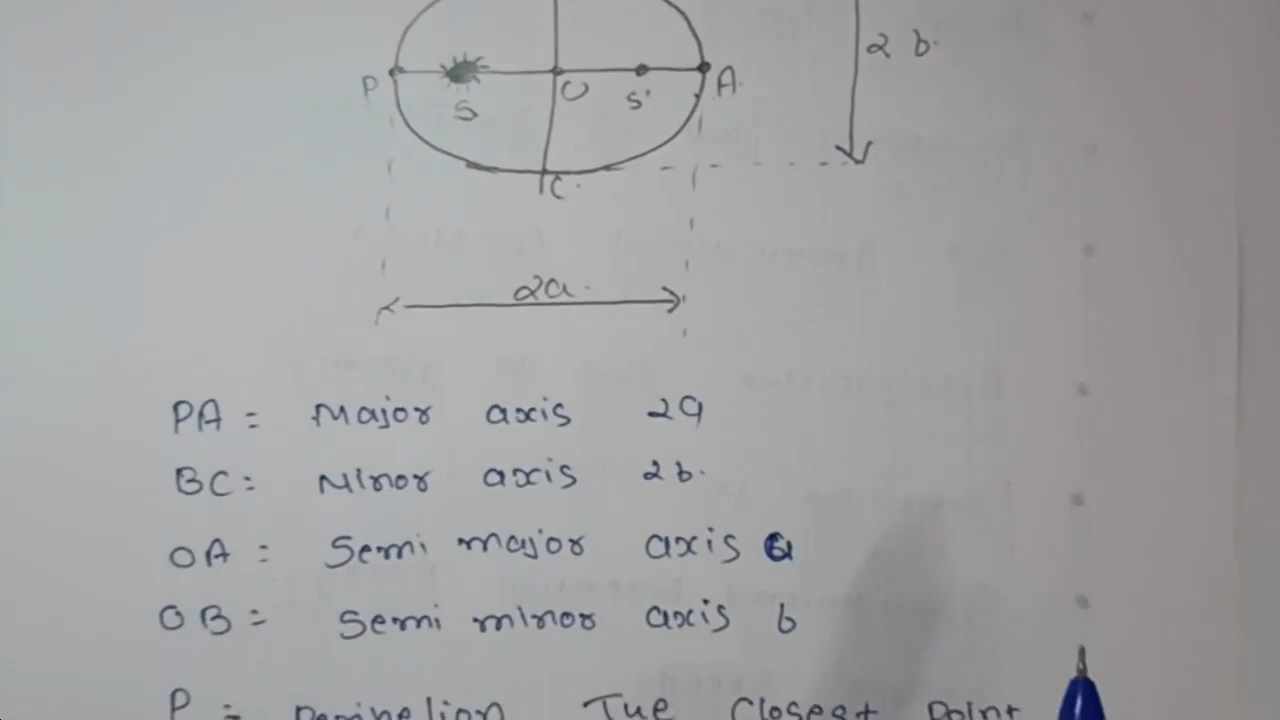 2 b.
P S O S' A.
C.
2a.
PA = Major axis 2a
BC = Minor axis 2b.
OA = Semi major axis a
OB = Semi minor axis b
P = Perihelion The Closest Point